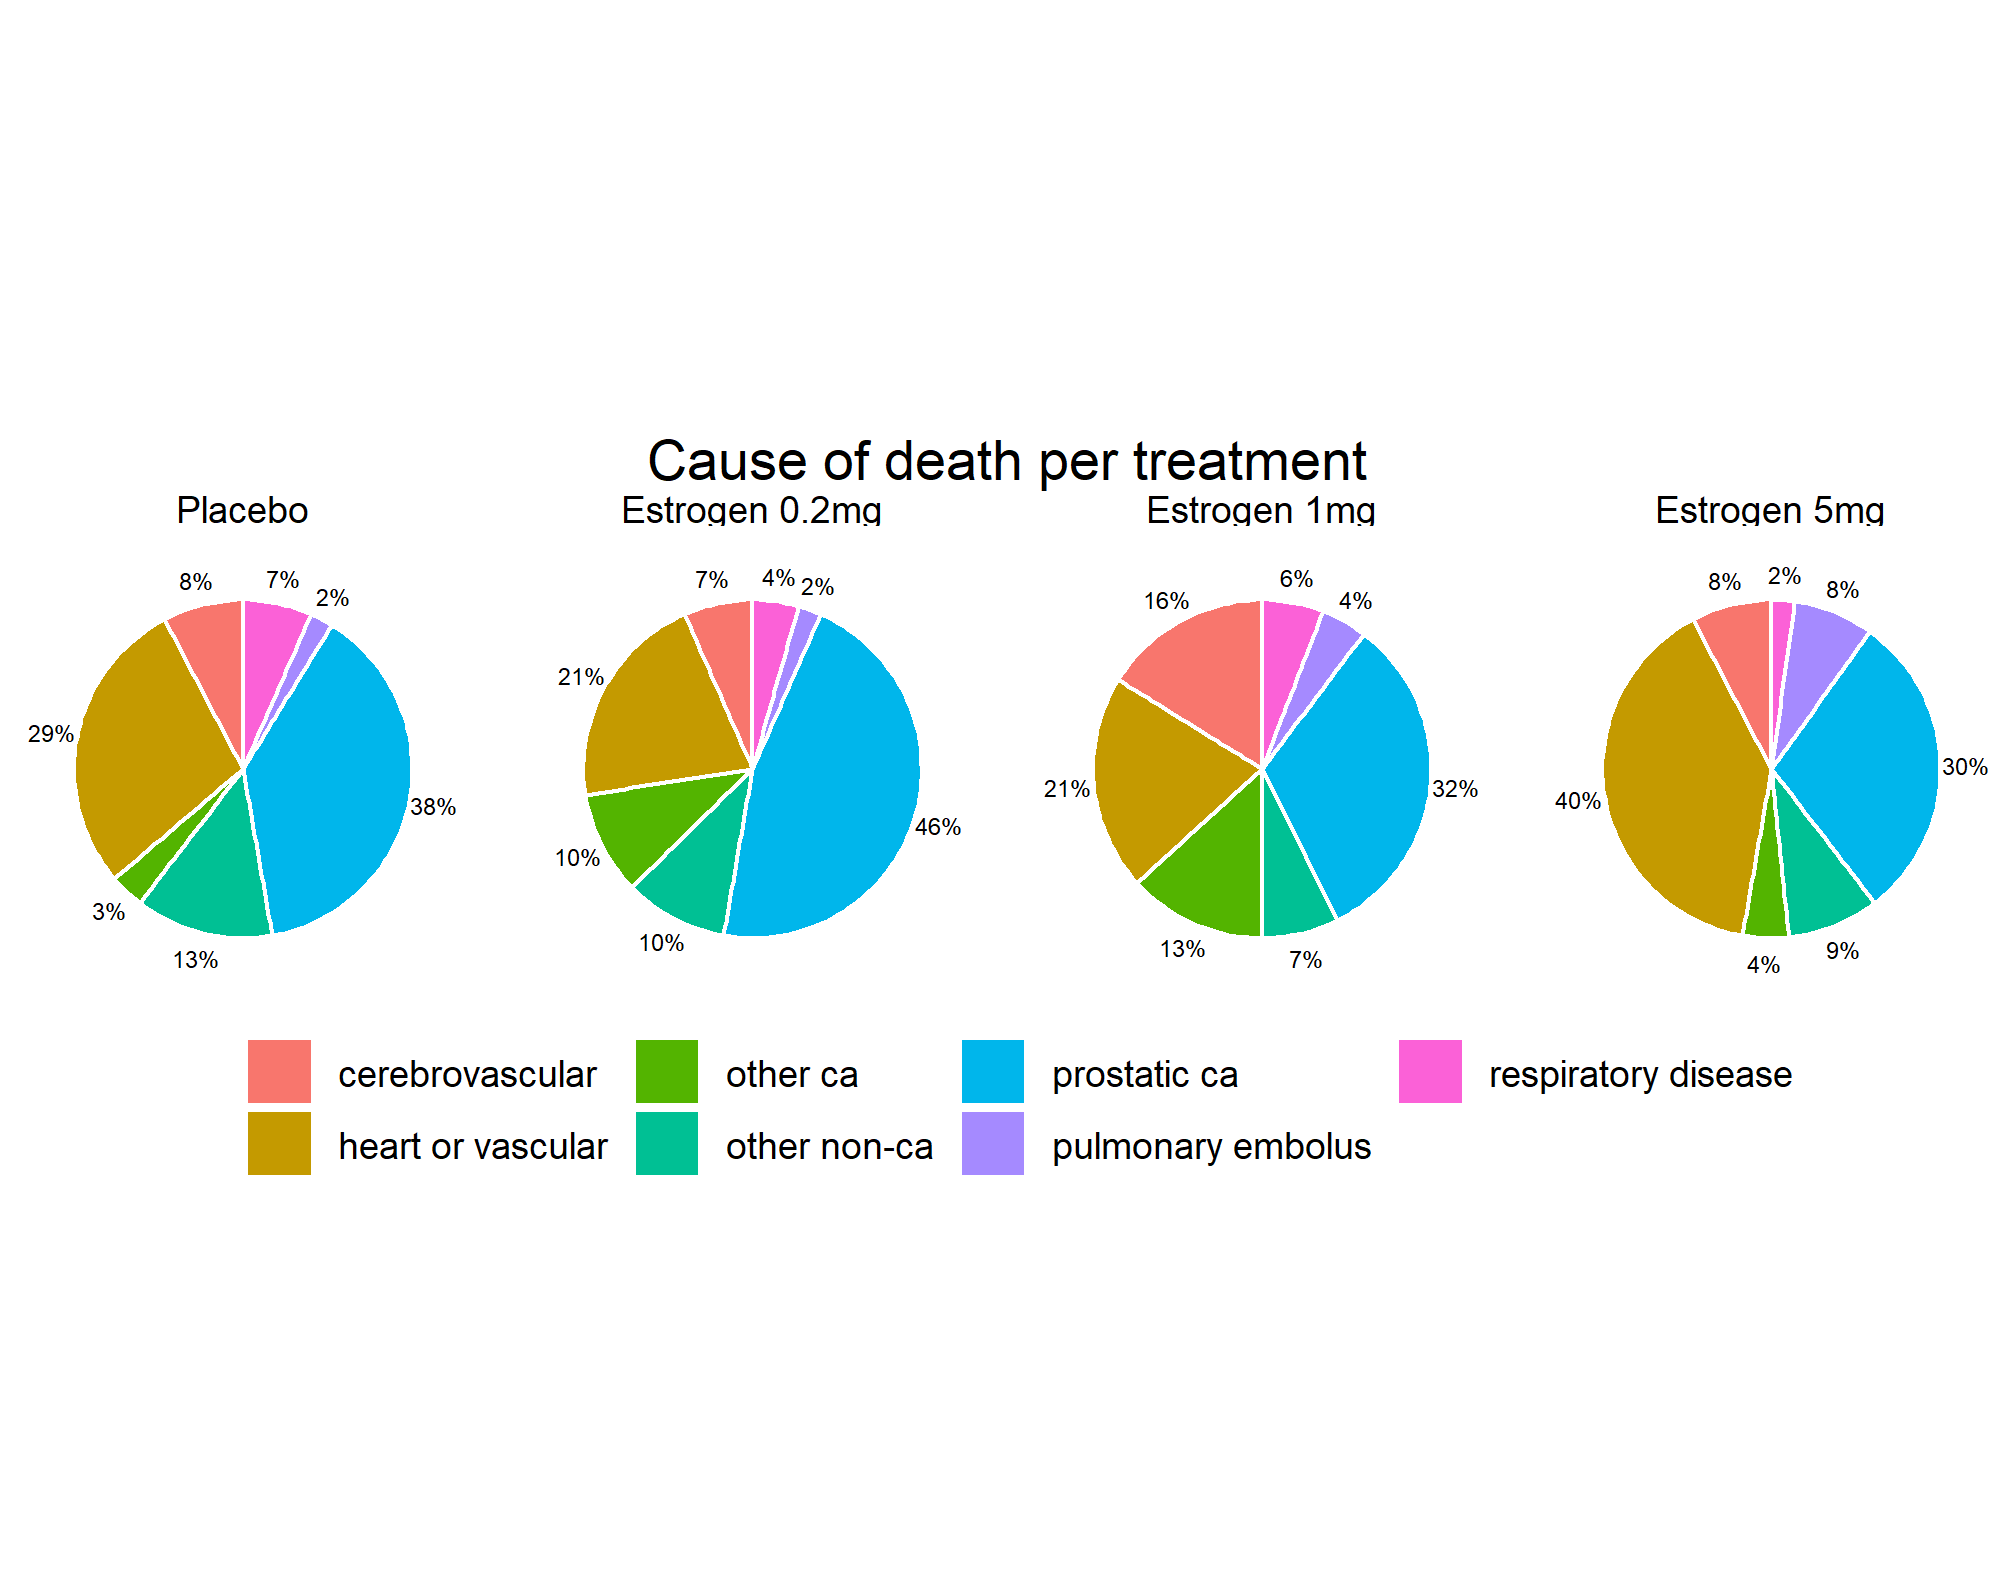 Cause of death per treatment
Placebo
Estrogen 0.2mg
Estrogen 1mg
Estrogen 5mg
8%
7%
2%
29%
38%
3%
13%
7%
4%
2%
21%
46%
10%
10%
16%
6%
4%
21%
32%
13%
7%
8%
2%
8%
40%
30%
4%
9%
cerebrovascular
other ca
prostatic ca
respiratory disease
heart or vascular
other non-ca
pulmonary embolus